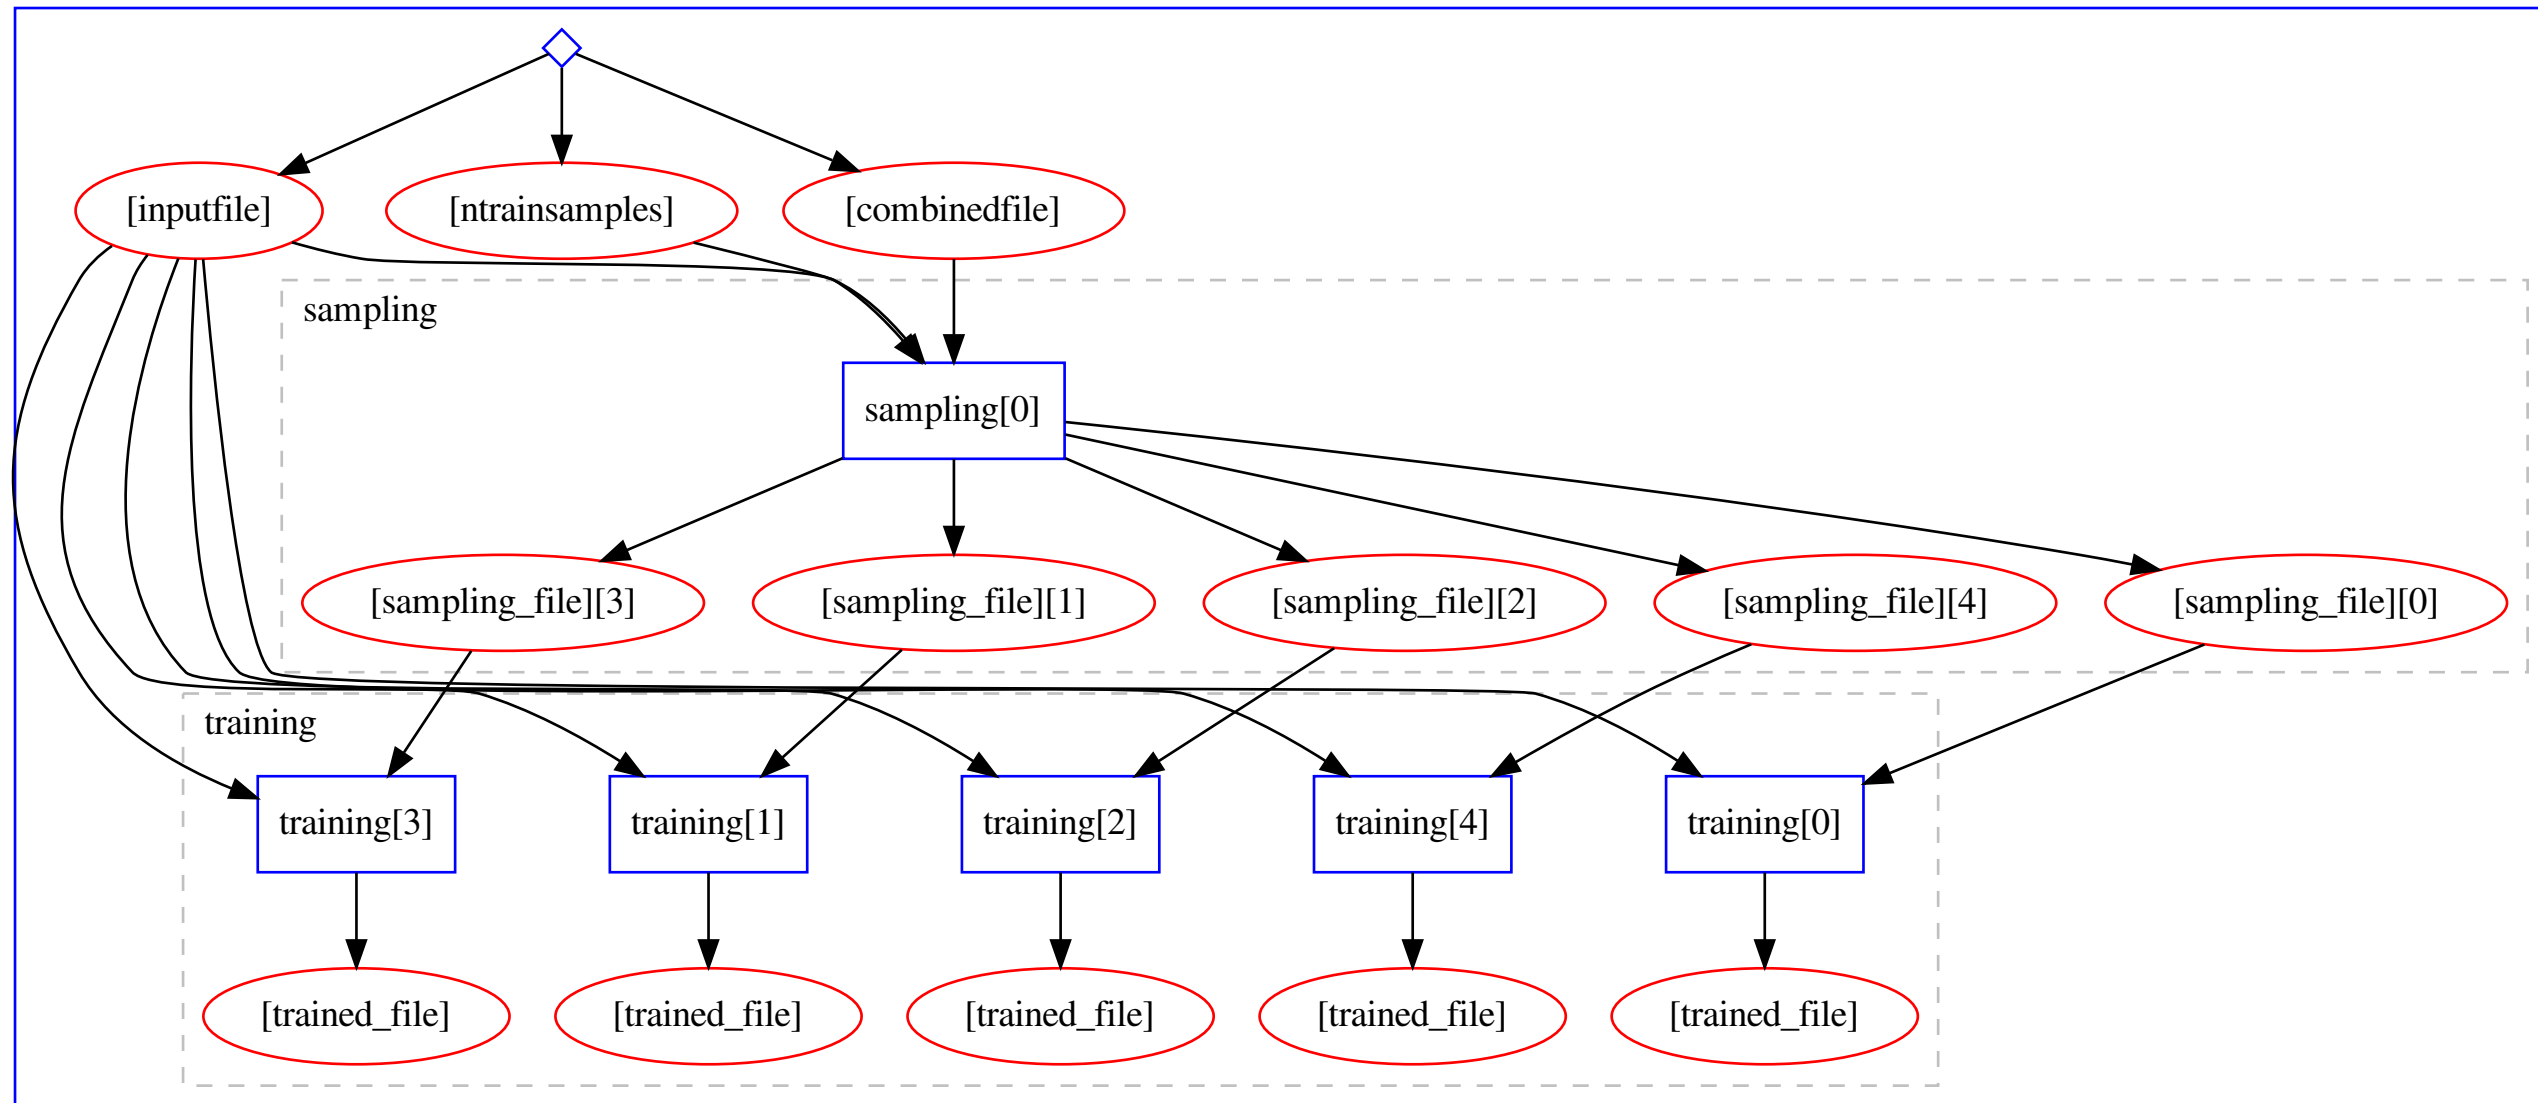 [inputfile]
[ntrainsamples]
[combinedfile]
sampling
sampling[0]
[sampling_file][3]
[sampling_file][1]
[sampling_file][2]
[sampling_file][4]
[sampling_file][0]
training
training[3]
training[1]
training[2]
training[4]
training[0]
[trained_file]
[trained_file]
[trained_file]
[trained_file]
[trained_file]